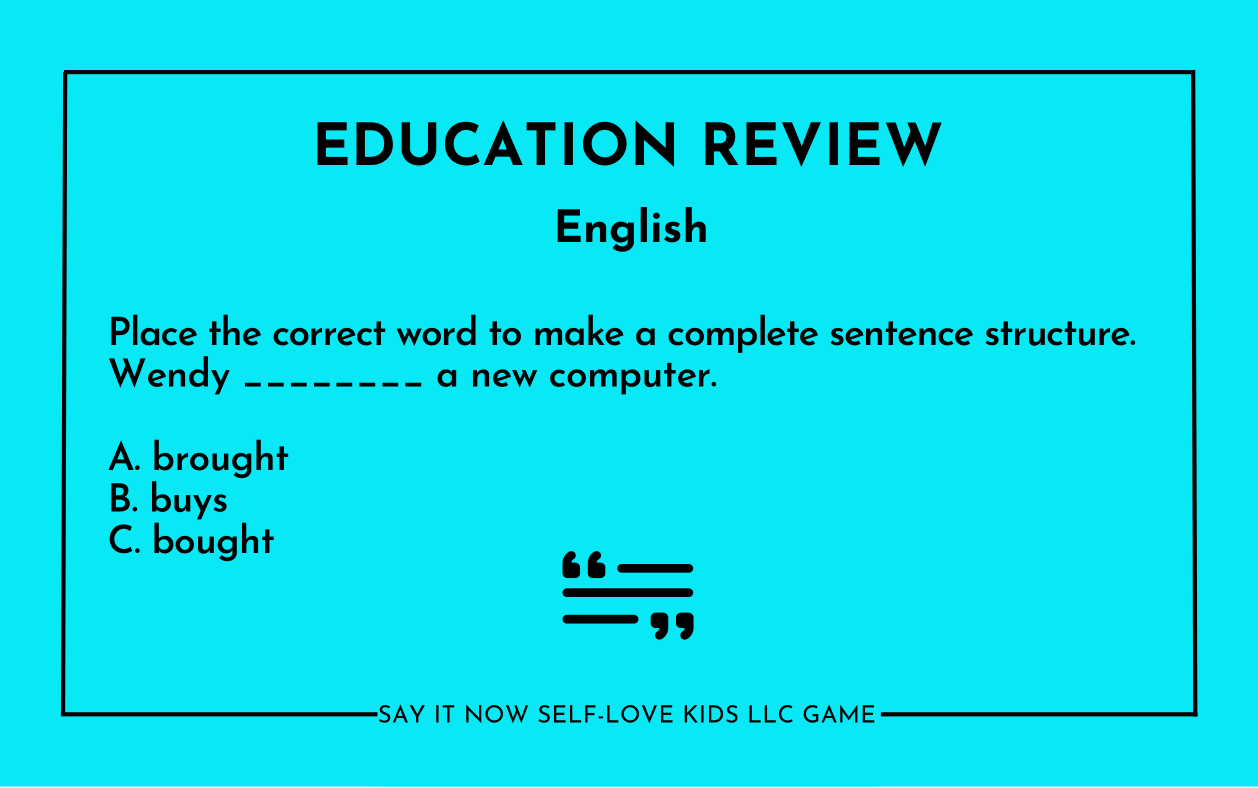 EDUCATION REVIEW
English
Place the correct word to make a complete sentence structure.
Wendy ________ a new computer.
A. brought
B. buys
C. bought
SAY IT NOW SELF-LOVE KIDS LLC GAME